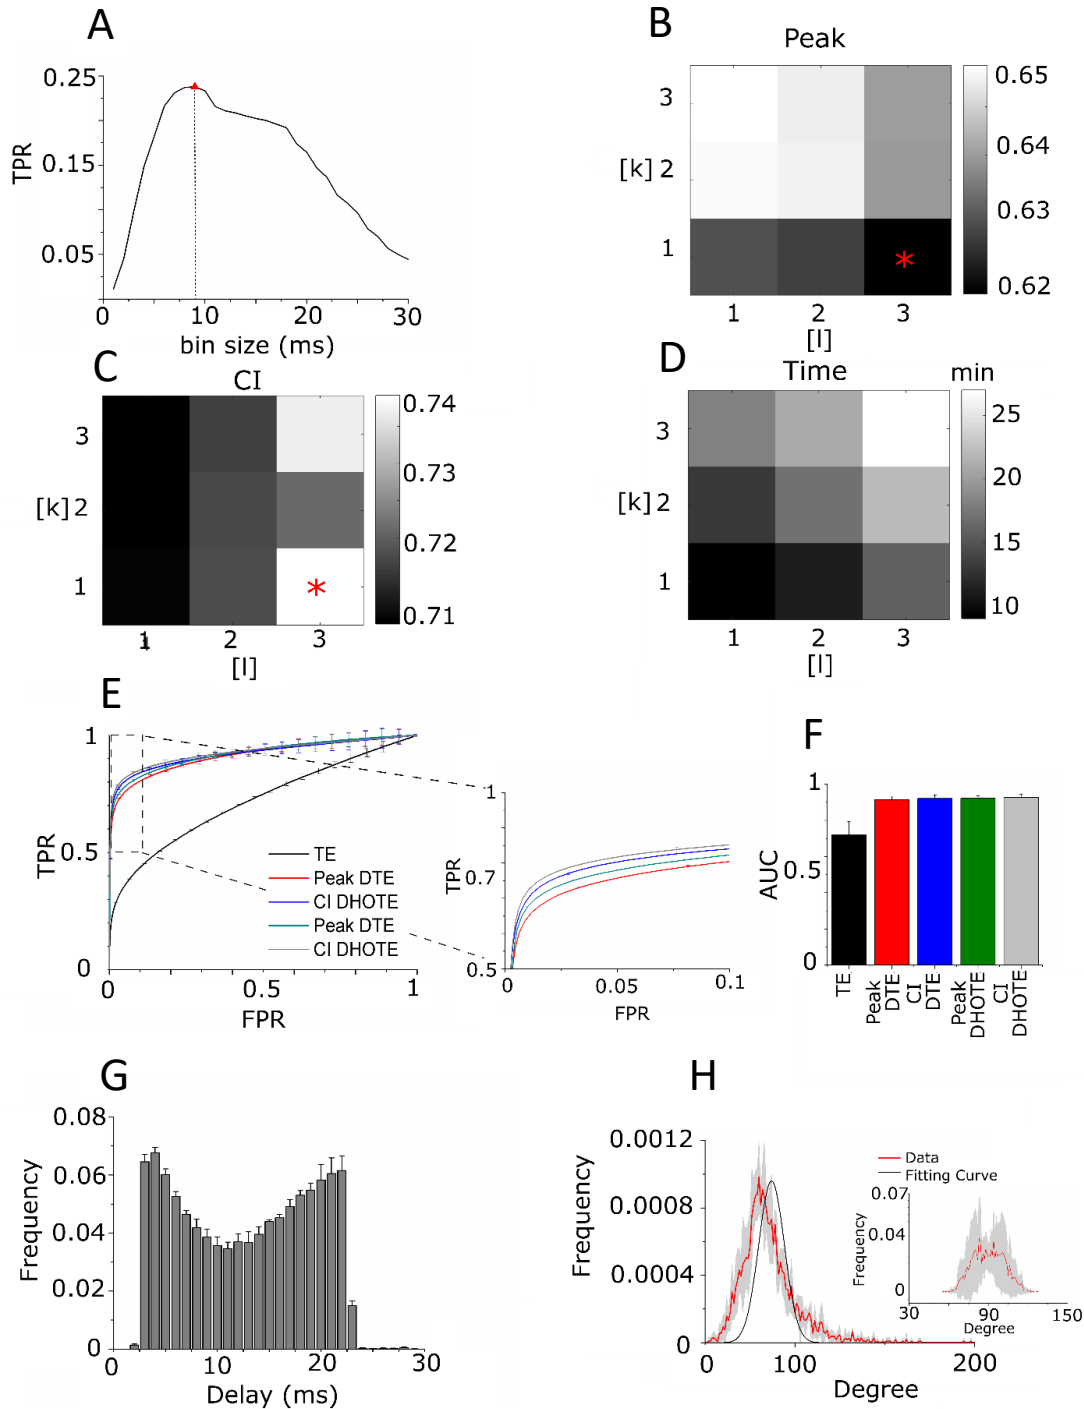 A
0.25
0.15
0.05
TPR
0
10
20
30
bin size (ms)
B
Peak
3
[k] 2
1
1
2
3
[l]
0.65
0.64
0.63
0.62
C
CI
3
[k] 2
1
1
2
3
[l]
0.74
0.73
0.72
0.71
D
Time
min
3
[k] 2
1
1
2
3
[l]
25
20
15
10
E
1
0.5
0
TPR
0
0.5
1
FPR
TE
Peak DTE
CI DHOTE
Peak DTE
CI DHOTE
1
0.7
0.5
TPR
0
0.05
0.1
FPR
F
1
0.5
0
AUC
TE
Peak DTE
CI DTE
Peak DHOTE
CI DHOTE
G
0.08
0.06
0.04
0.02
0
Frequency
0
10
20
30
Delay (ms)
H
0.0012
0.0008
0.0004
0
Frequency
0
100
200
Degree
Data
Fitting Curve
0.07
0.04
0
Frequency
30
90
150
Degree